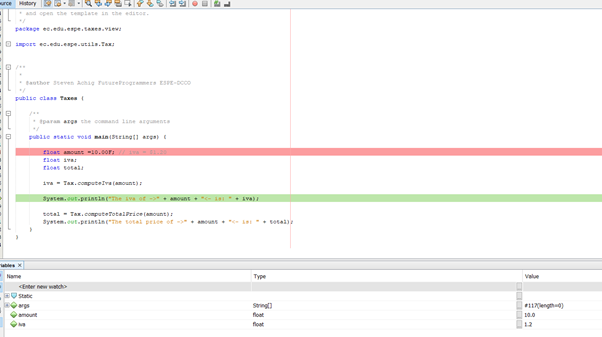 ource History
* and open the template in the editor.
*/
package ec.edu.espe.taxes.view;
import ec.edu.espe.utils.Tax;
/**
*
* @author Steven Achig FutureProgrammers ESPE-DCCO
*/
public class Taxes {
/**
* @param args the command line arguments
*/
public static void main(String[] args) {
float amount =10.00F; //
float iva;
float total;
iva = Tax.computeIva(amount);
System.out.println("The iva of ->" + amount + "<- is: " + iva);
total = Tax.computeTotalPrice(amount);
System.out.println("The total price of ->" + amount + "<- is: " + total);
}
}
iables ×
Name Type Value
<Enter new watch>
Static
args String[] #117(length=0)
amount float 10.0
iva float 1.2